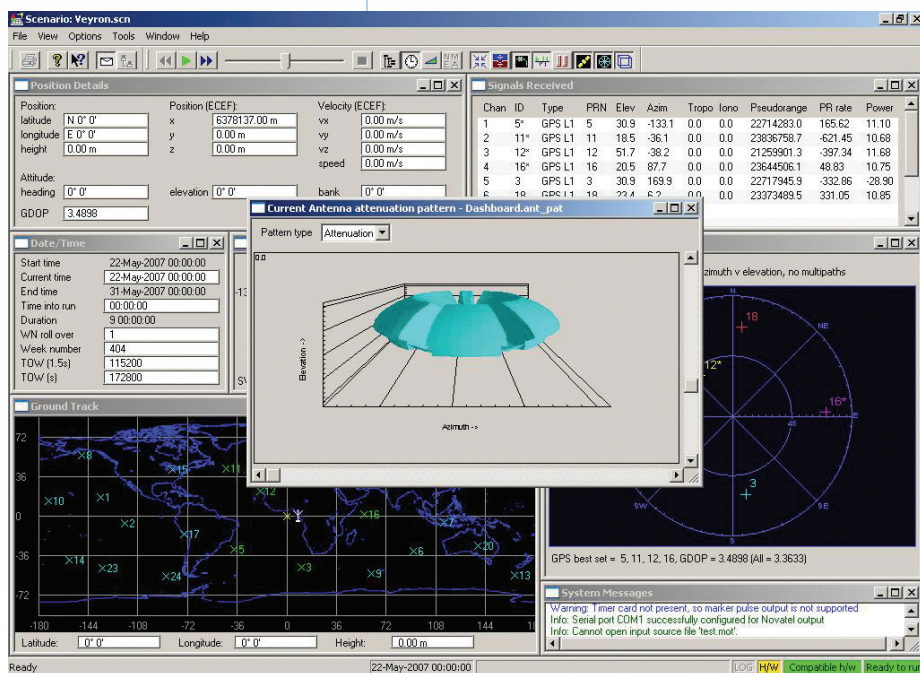 Scenario: Veyron.scn
File View Options Tools Window Help
Position Details
Position: Position (ECEF): Velocity (ECEF):
latitude N 0° 0' x 6378137.00 m vx 0.00 m/s
longitude E 0° 0' y 0.00 m vy 0.00 m/s
height 0.00 m z 0.00 m vz 0.00 m/s
speed 0.00 m/s
Attitude:
heading 0° 0' elevation 0° 0' bank 0° 0'
GDOP 3.4898
Signals Received
Chan ID Type PRN Elev Azim Tropo Iono Pseudorange PR rate Power
1 5* GPS L1 5 30.9 -133.1 0.0 0.0 22714283.0 165.62 11.10
2 11* GPS L1 11 18.5 -36.1 0.0 0.0 23836758.7 -621.45 10.68
3 12* GPS L1 12 51.7 -38.2 0.0 0.0 21259901.3 -397.34 11.68
4 16* GPS L1 16 20.5 87.7 0.0 0.0 23644506.1 48.83 10.75
5 3 GPS L1 3 30.9 169.9 0.0 0.0 22717945.9 -332.86 -28.90
6 18 GPS L1 18 23.4 6.2 0.0 0.0 23373489.5 331.05 10.85
Current Antenna attenuation pattern - Dashboard.ant_pat
Pattern type Attenuation
0.0
Elevation ->
Azimuth ->
Date/Time
Start time 22-May-2007 00:00:00
Current time 22-May-2007 00:00:00
End time 31-May-2007 00:00:00
Time into run 00:00:00
Duration 9 00:00:00
WN roll over 1
Week number 404
TOW (1.5s) 115200
TOW (s) 172800
-13
SW
zimuth v elevation, no multipaths
N
NE
E
SE
S
SW
45
18
12*
16*
3
GPS best set = 5, 11, 12, 16, GDOP = 3.4898 (All = 3.3633)
Ground Track
72
36
0
-36
-72
8
15
11
10
1
12
2
17
16
7
5
6
20
14
23
24
3
9
13
-180 -144 -108 -72 -36 0 36 72 108 144 18
Latitude: 0° 0' Longitude: 0° 0' Height: 0.00 m
System Messages
Warning: Timer card not present, so marker pulse output is not supported
Info: Serial port COM1 successfully configured for Novatel output
Info: Cannot open input source file 'test.mot'.
Ready 22-May-2007 00:00:00 LOG H/W Compatible h/w Ready to run